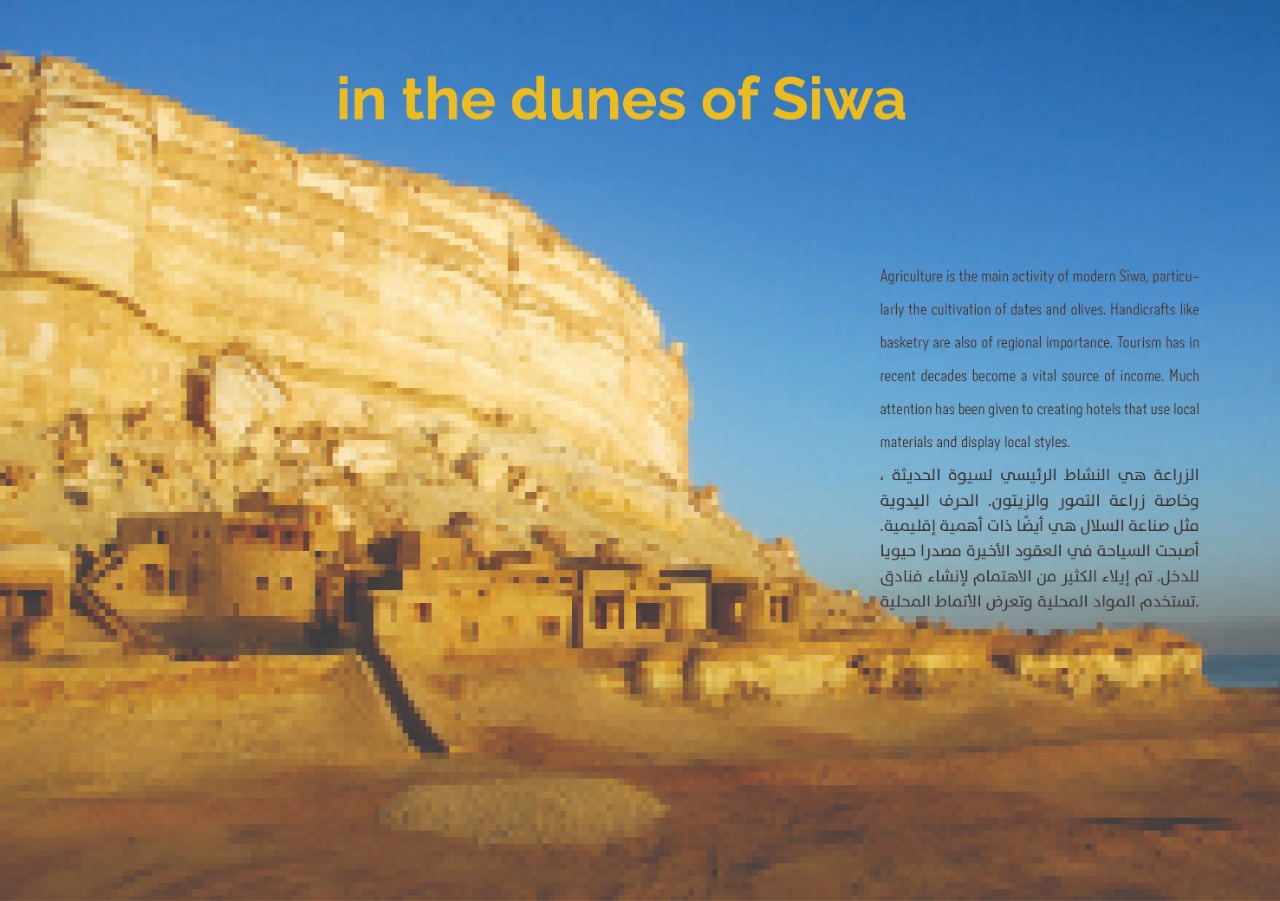 in the dunes of Siwa
Agriculture is the main activity of modern Siwa, particu-
larly the cultivation of dates and olives. Handicrafts like
basketry are also of regional importance. Tourism has in
recent decades become a vital source of income. Much
attention has been given to creating hotels that use local
materials and display local styles.
الزراعة هي النشاط الرئيسي لسيوة الحديثة ،
وخاصة زراعة التمور والزيتون. الحرف اليدوية
مثل صناعة السلال هي أيضًا ذات أهمية إقليمية.
أصبحت السياحة في العقود الأخيرة مصدرا حيويا
للدخل. تم إيلاء الكثير من الاهتمام لإنشاء فنادق
.تستخدم المواد المحلية وتعرض الأنماط المحلية